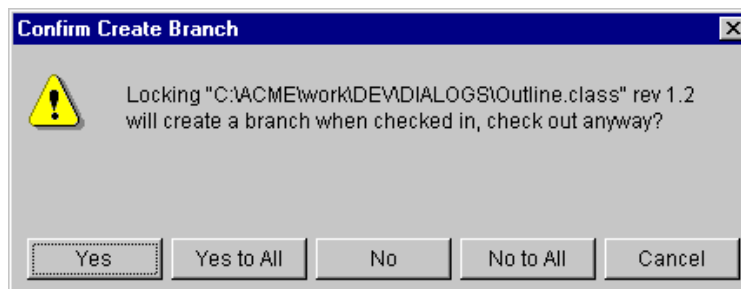 Confirm Create Branch
Locking "C:\ACME\work\DEV\DIALOGS\Outline.class" rev 1.2
will create a branch when checked in, check out anyway?
Yes Yes to All No No to All Cancel